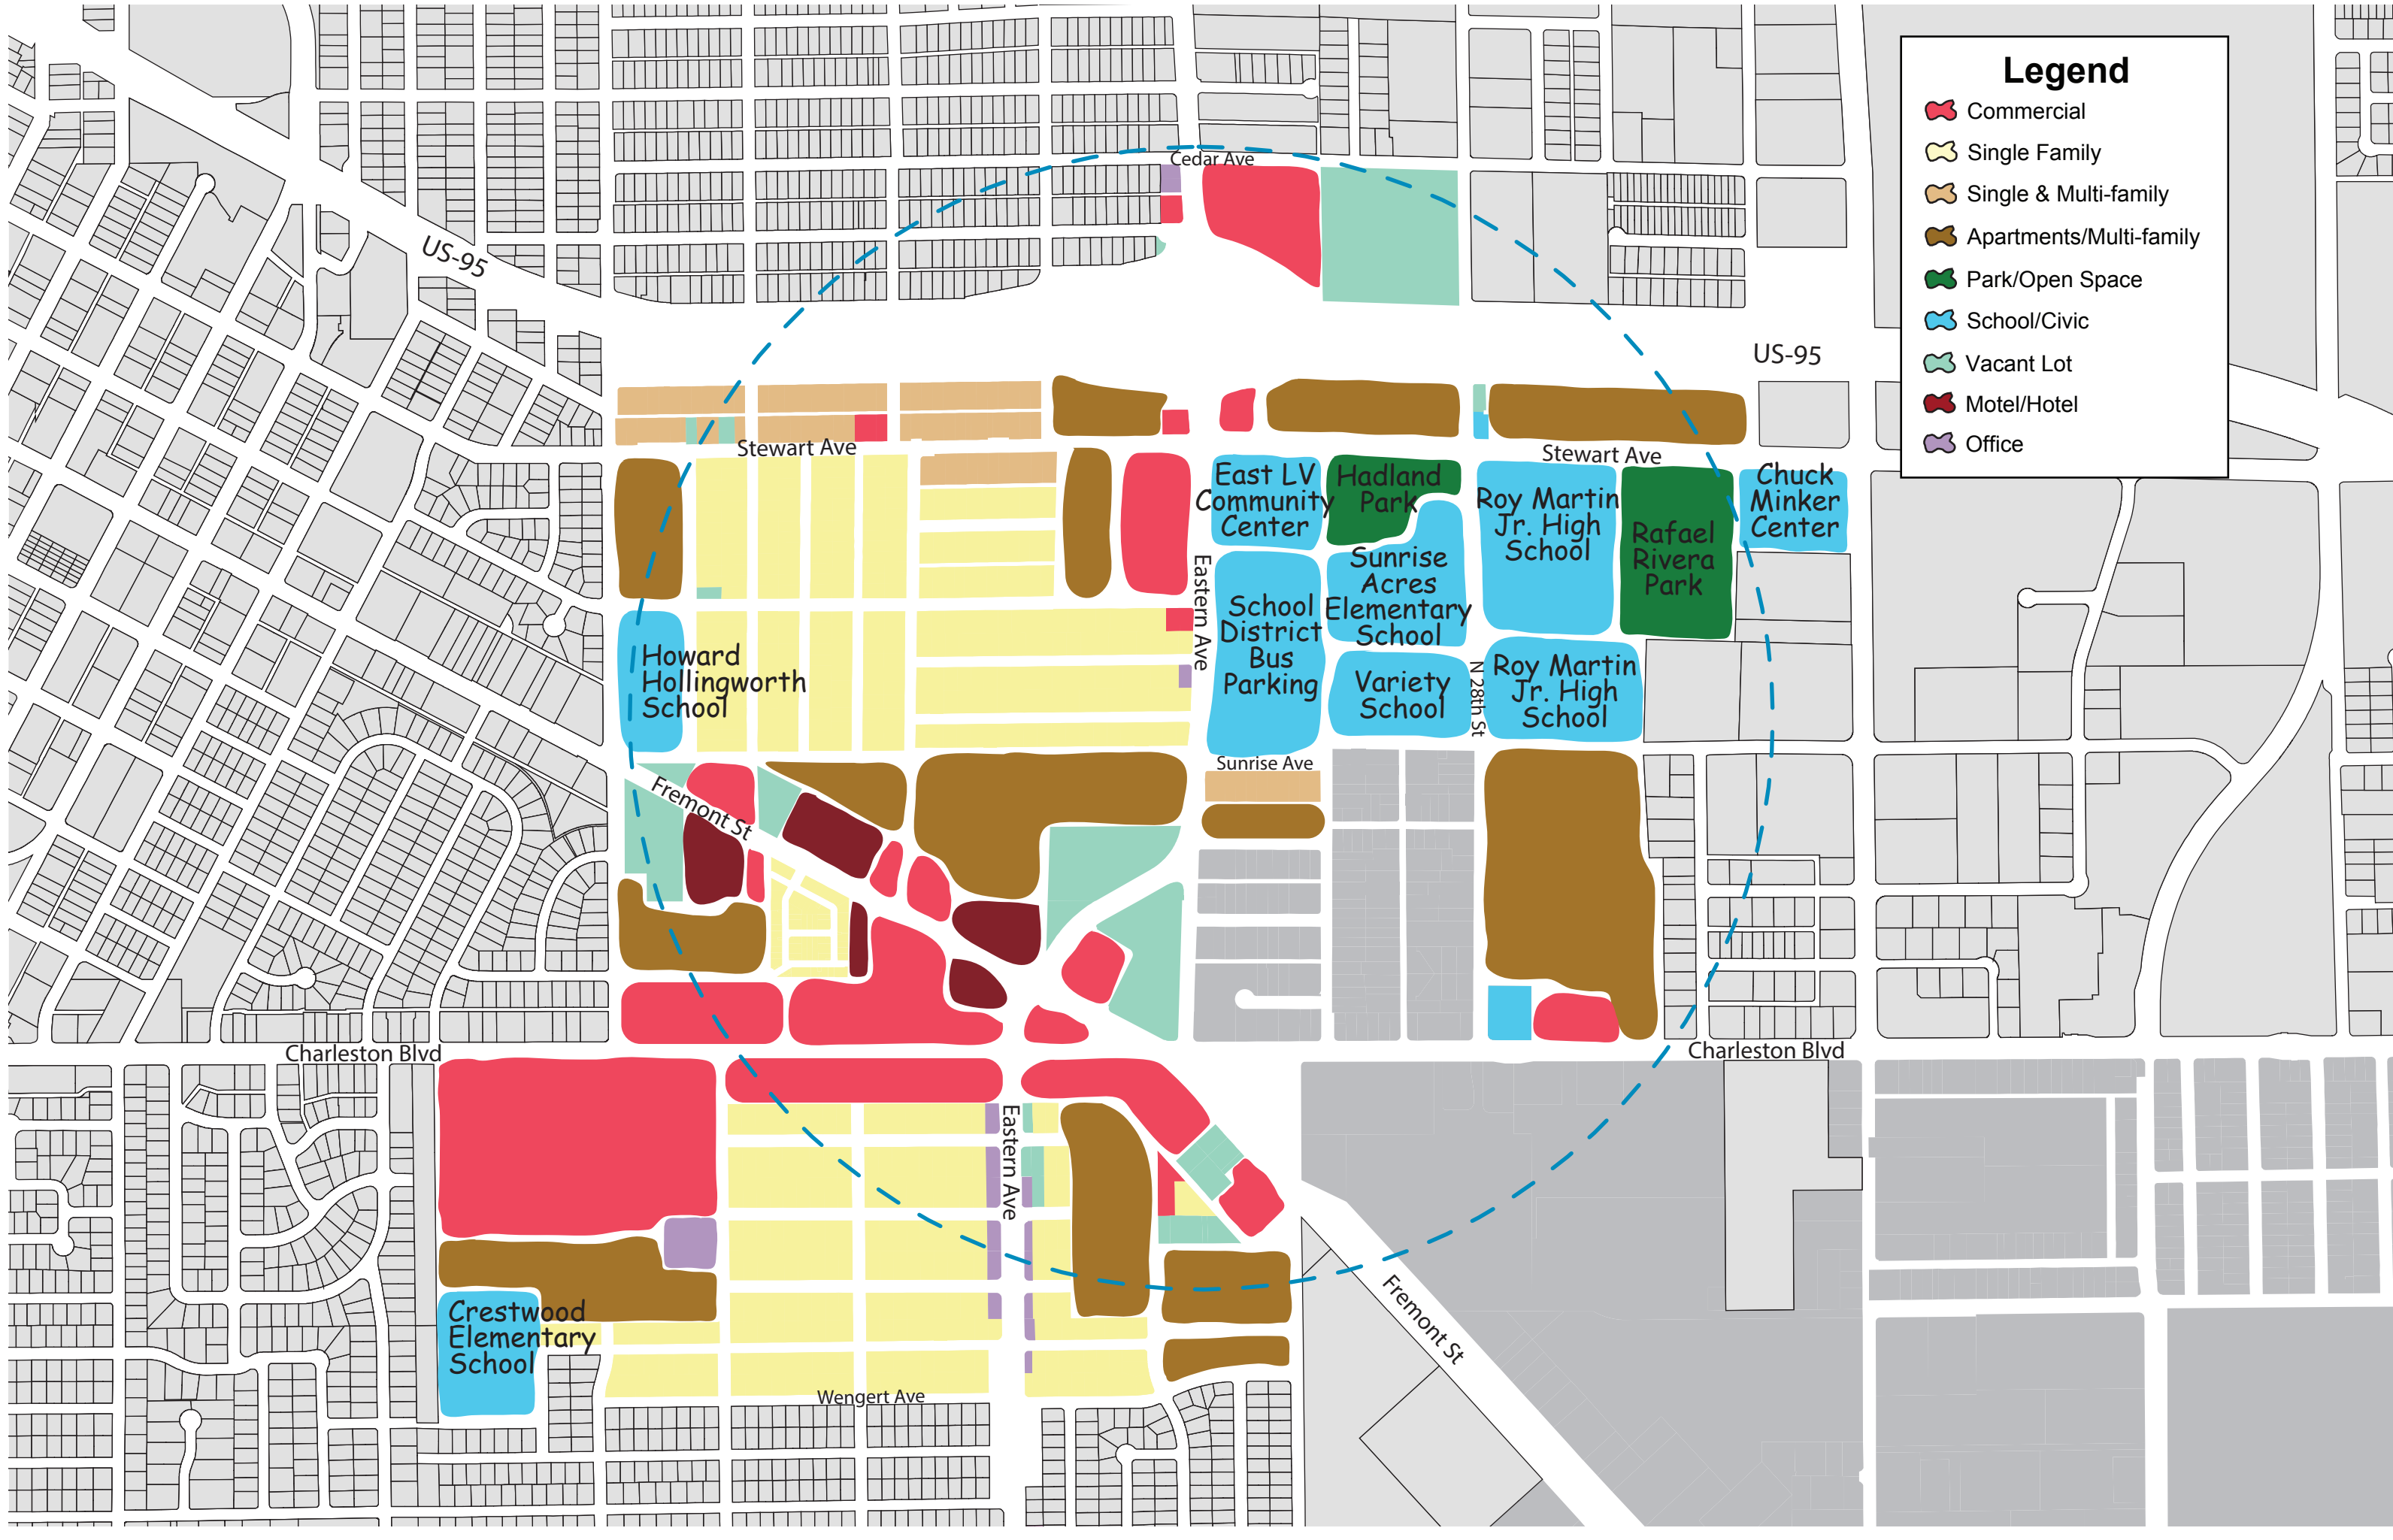 Legend
Commercial
Single Family
Single & Multi-family
Apartments/Multi-family
Park/Open Space
School/Civic
Vacant Lot
Motel/Hotel
Office
Cedar Ave
US-95
US-95
Stewart Ave
Stewart Ave
East LV
Community
Center
Hadland
Park
Roy Martin
Jr. High
School
Rafael
Rivera
Park
Chuck
Minker
Center
Sunrise
Acres
Elementary
School
Eastern Ave
School
District
Bus
Parking
Howard
Hollingworth
School
Variety
School
N 28th St
Roy Martin
Jr. High
School
Sunrise Ave
Fremont St
Charleston Blvd
Charleston Blvd
Eastern Ave
Crestwood
Elementary
School
Fremont St
Wengert Ave